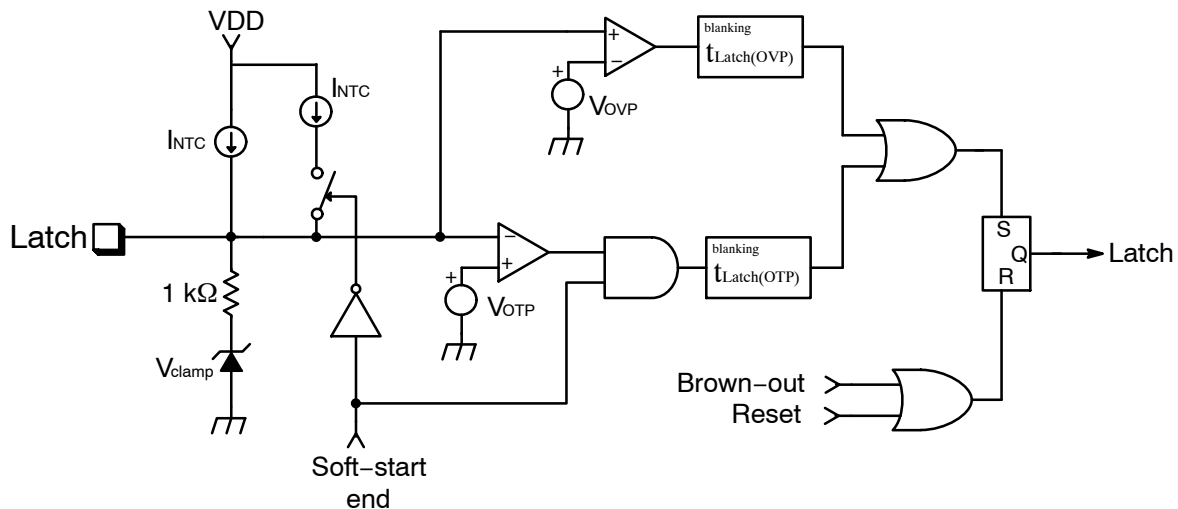 VDD
INTC
INTC
Latch
1 kΩ
Vclamp
+
−
+
VOVP
blanking
tLatch(OVP)
−
+
+
VOTP
blanking
tLatch(OTP)
S
Q
R
Latch
Brown−out
Reset
Soft−start
end